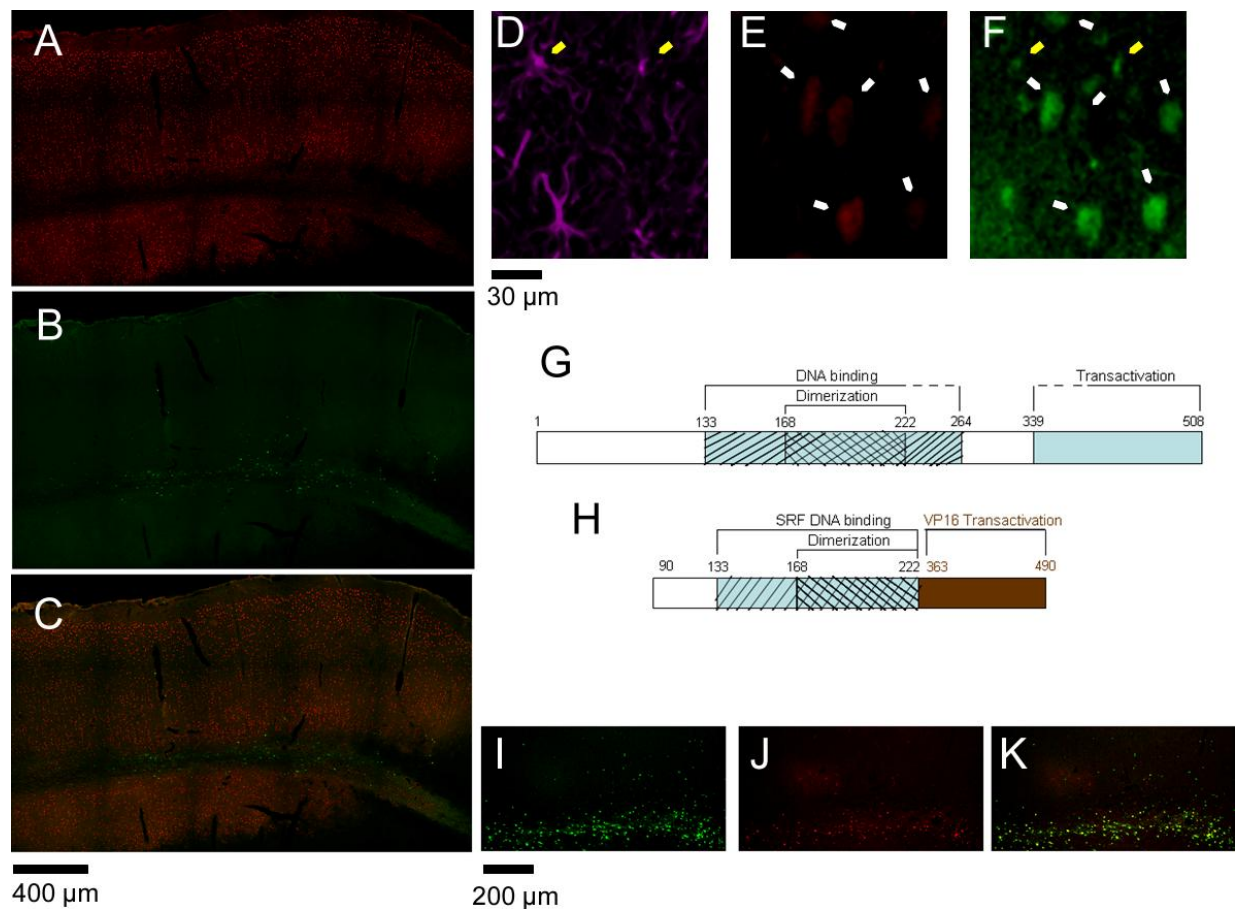 A
B
C
400 µm
D
E
F
30 µm
G
DNA binding
Transactivation
Dimerization
1
133
168
222
264
339
508
H
SRF DNA binding
VP16 Transactivation
Dimerization
90
133
168
222
363
490
I
J
K
200 µm